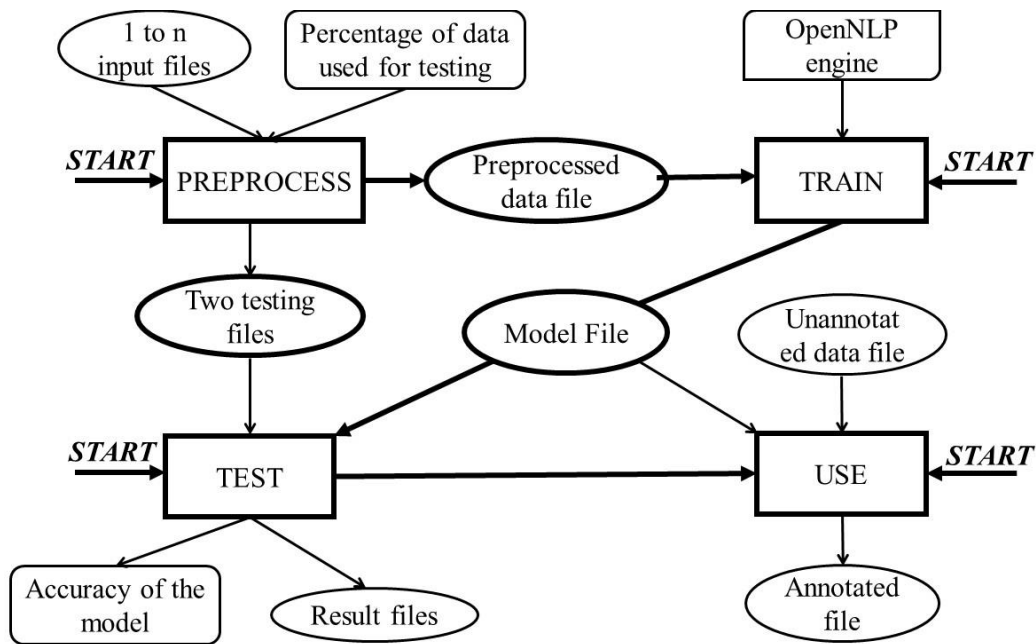 1 to n
input files
Percentage of data
used for testing
OpenNLP
engine
START
PREPROCESS
Preprocessed
data file
TRAIN
START
Two testing
files
Model File
Unannotat
ed data file
START
TEST
USE
START
Accuracy of the
model
Result files
Annotated
file